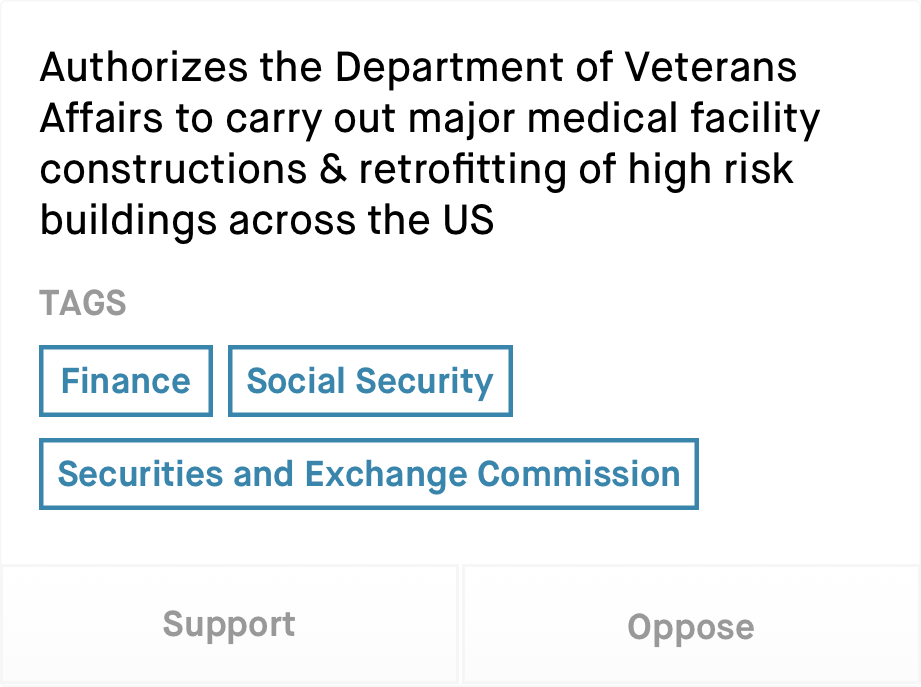 Authorizes the Department of Veterans
Affairs to carry out major medical facility
constructions & retrofitting of high risk
buildings across the US
TAGS
Finance
Social Security
Securities and Exchange Commission
Support
Oppose